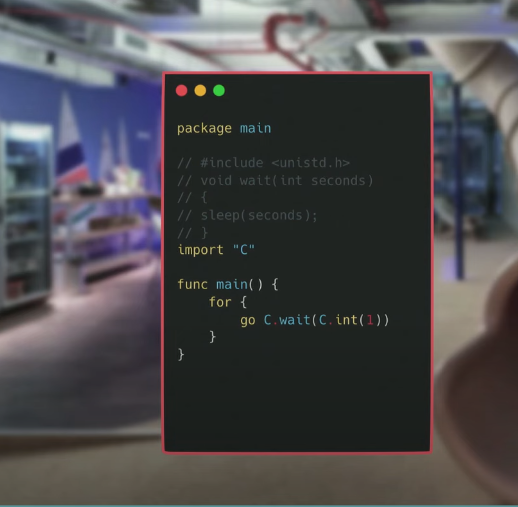 package main
// #include <unistd.h>
// void wait(int seconds)
// {
// sleep(seconds);
// }
import "C"
func main() {
    for {
        go C.wait(C.int(1))
    }
}